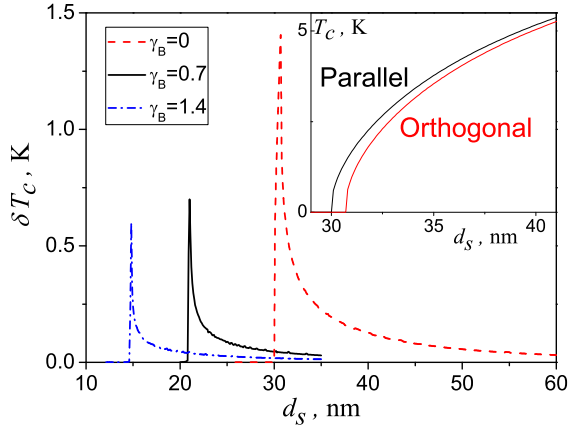 1.5
1.0
0.5
0.0
δT_c, K
γ_B=0
γ_B=0.7
γ_B=1.4
10 20 30 40 50 60
d_s, nm
T_c, K
5
0
Parallel
Orthogonal
30 35 40
d_s, nm